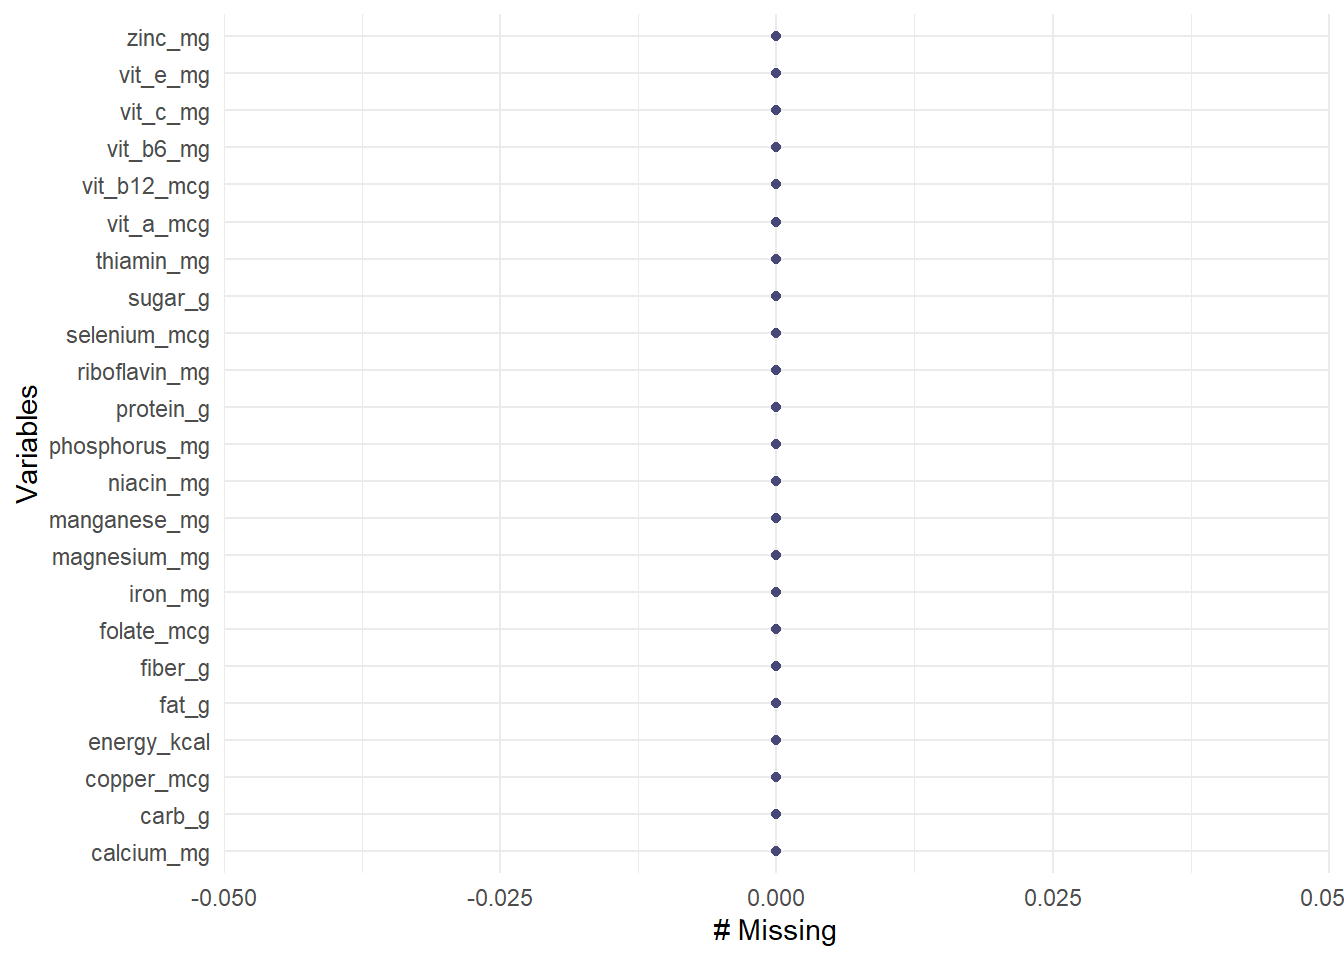 zinc_mg
vit_e_mg
vit_c_mg
vit_b6_mg
vit_b12_mcg
vit_a_mcg
thiamin_mg
sugar_g
selenium_mcg
riboflavin_mg
protein_g
phosphorus_mg
niacin_mg
manganese_mg
magnesium_mg
iron_mg
folate_mcg
fiber_g
fat_g
energy_kcal
copper_mcg
carb_g
calcium_mg
Variables
-0.050 -0.025 0.000 0.025 0.05
# Missing